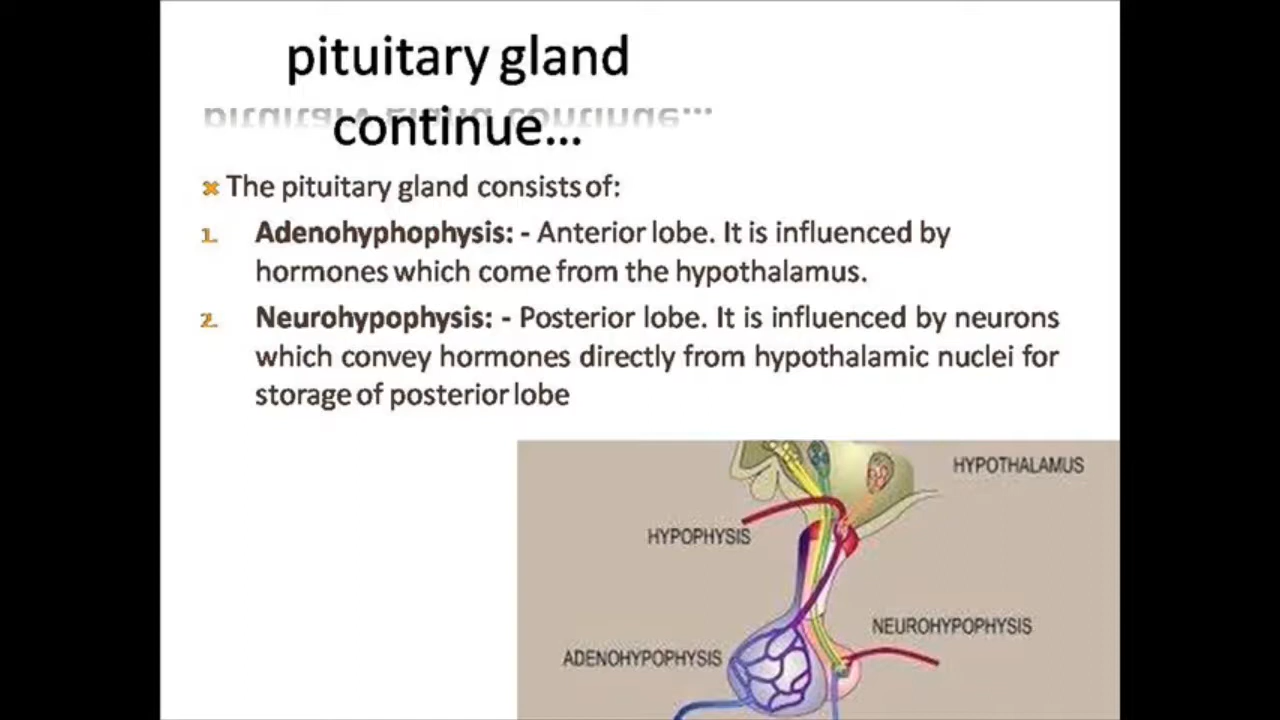 pituitary gland
continue...
The pituitary gland consists of:
1. Adenohyphophysis: - Anterior lobe. It is influenced by
hormones which come from the hypothalamus.
2. Neurohypophysis: - Posterior lobe. It is influenced by neurons
which convey hormones directly from hypothalamic nuclei for
storage of posterior lobe
HYPOTHALAMUS
HYPOPHYSIS
NEUROHYPOPHYSIS
ADENOHYPOPHYSIS